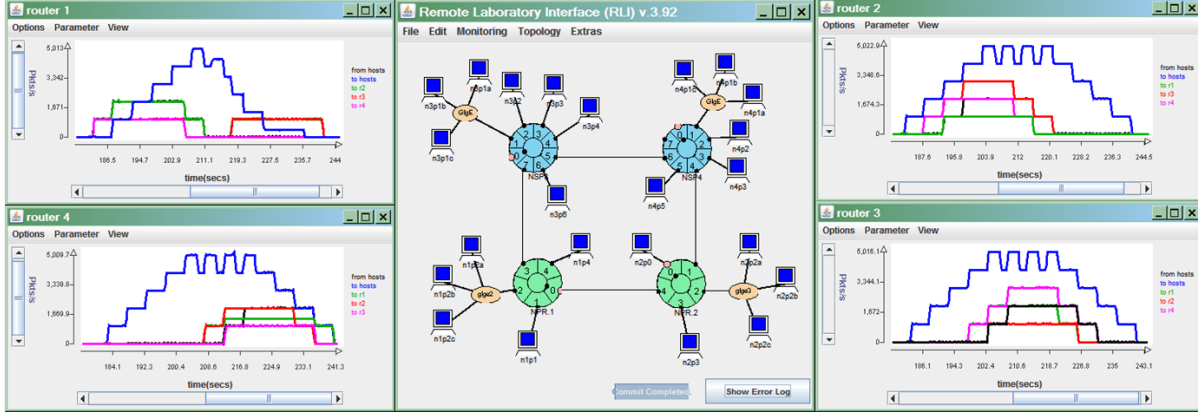 router 1
Options Parameter View
5,013
3,342
1,671
0
Pkts/s
186.5 194.7 202.9 211.1 219.3 227.5 235.7 244
time(secs)
from hosts
to hosts
to r2
to r3
to r4
Remote Laboratory Interface (RLI) v.3.92
File Edit Monitoring Topology Extras
n3p1a
n3p1b
n3p2
n3p3
n3p4
GigE
n3p1c
n3p6
n4p1c
n4p1b
n4p1a
GigE
n4p2
n4p3
n4p5
NSP4
n1p2a
n1p4
n1p2b
gige2
n1p2c
NPR.1
n1p1
n2p0
n2p2a
n2p2b
gige3
n2p2c
NPR.2
n2p3
Commit Completed.
Show Error Log
router 2
Options Parameter View
5,022.9
3,348.6
1,674.3
0
Pkts/s
187.6 195.8 203.9 212 220.1 228.2 236.3 244.5
time(secs)
from hosts
to hosts
to r1
to r3
to r4
router 4
Options Parameter View
5,009.7
3,339.8
1,669.9
0
Pkts/s
184.1 192.3 200.4 208.6 216.8 225 233.1 241.3
time(secs)
from hosts
to hosts
to r1
to r2
to r3
router 3
Options Parameter View
5,016.1
3,344.1
1,672
0
Pkts/s
186.1 194.2 202.4 210.6 218.7 226.9 235 243.1
time(secs)
from hosts
to hosts
to r1
to r2
to r4